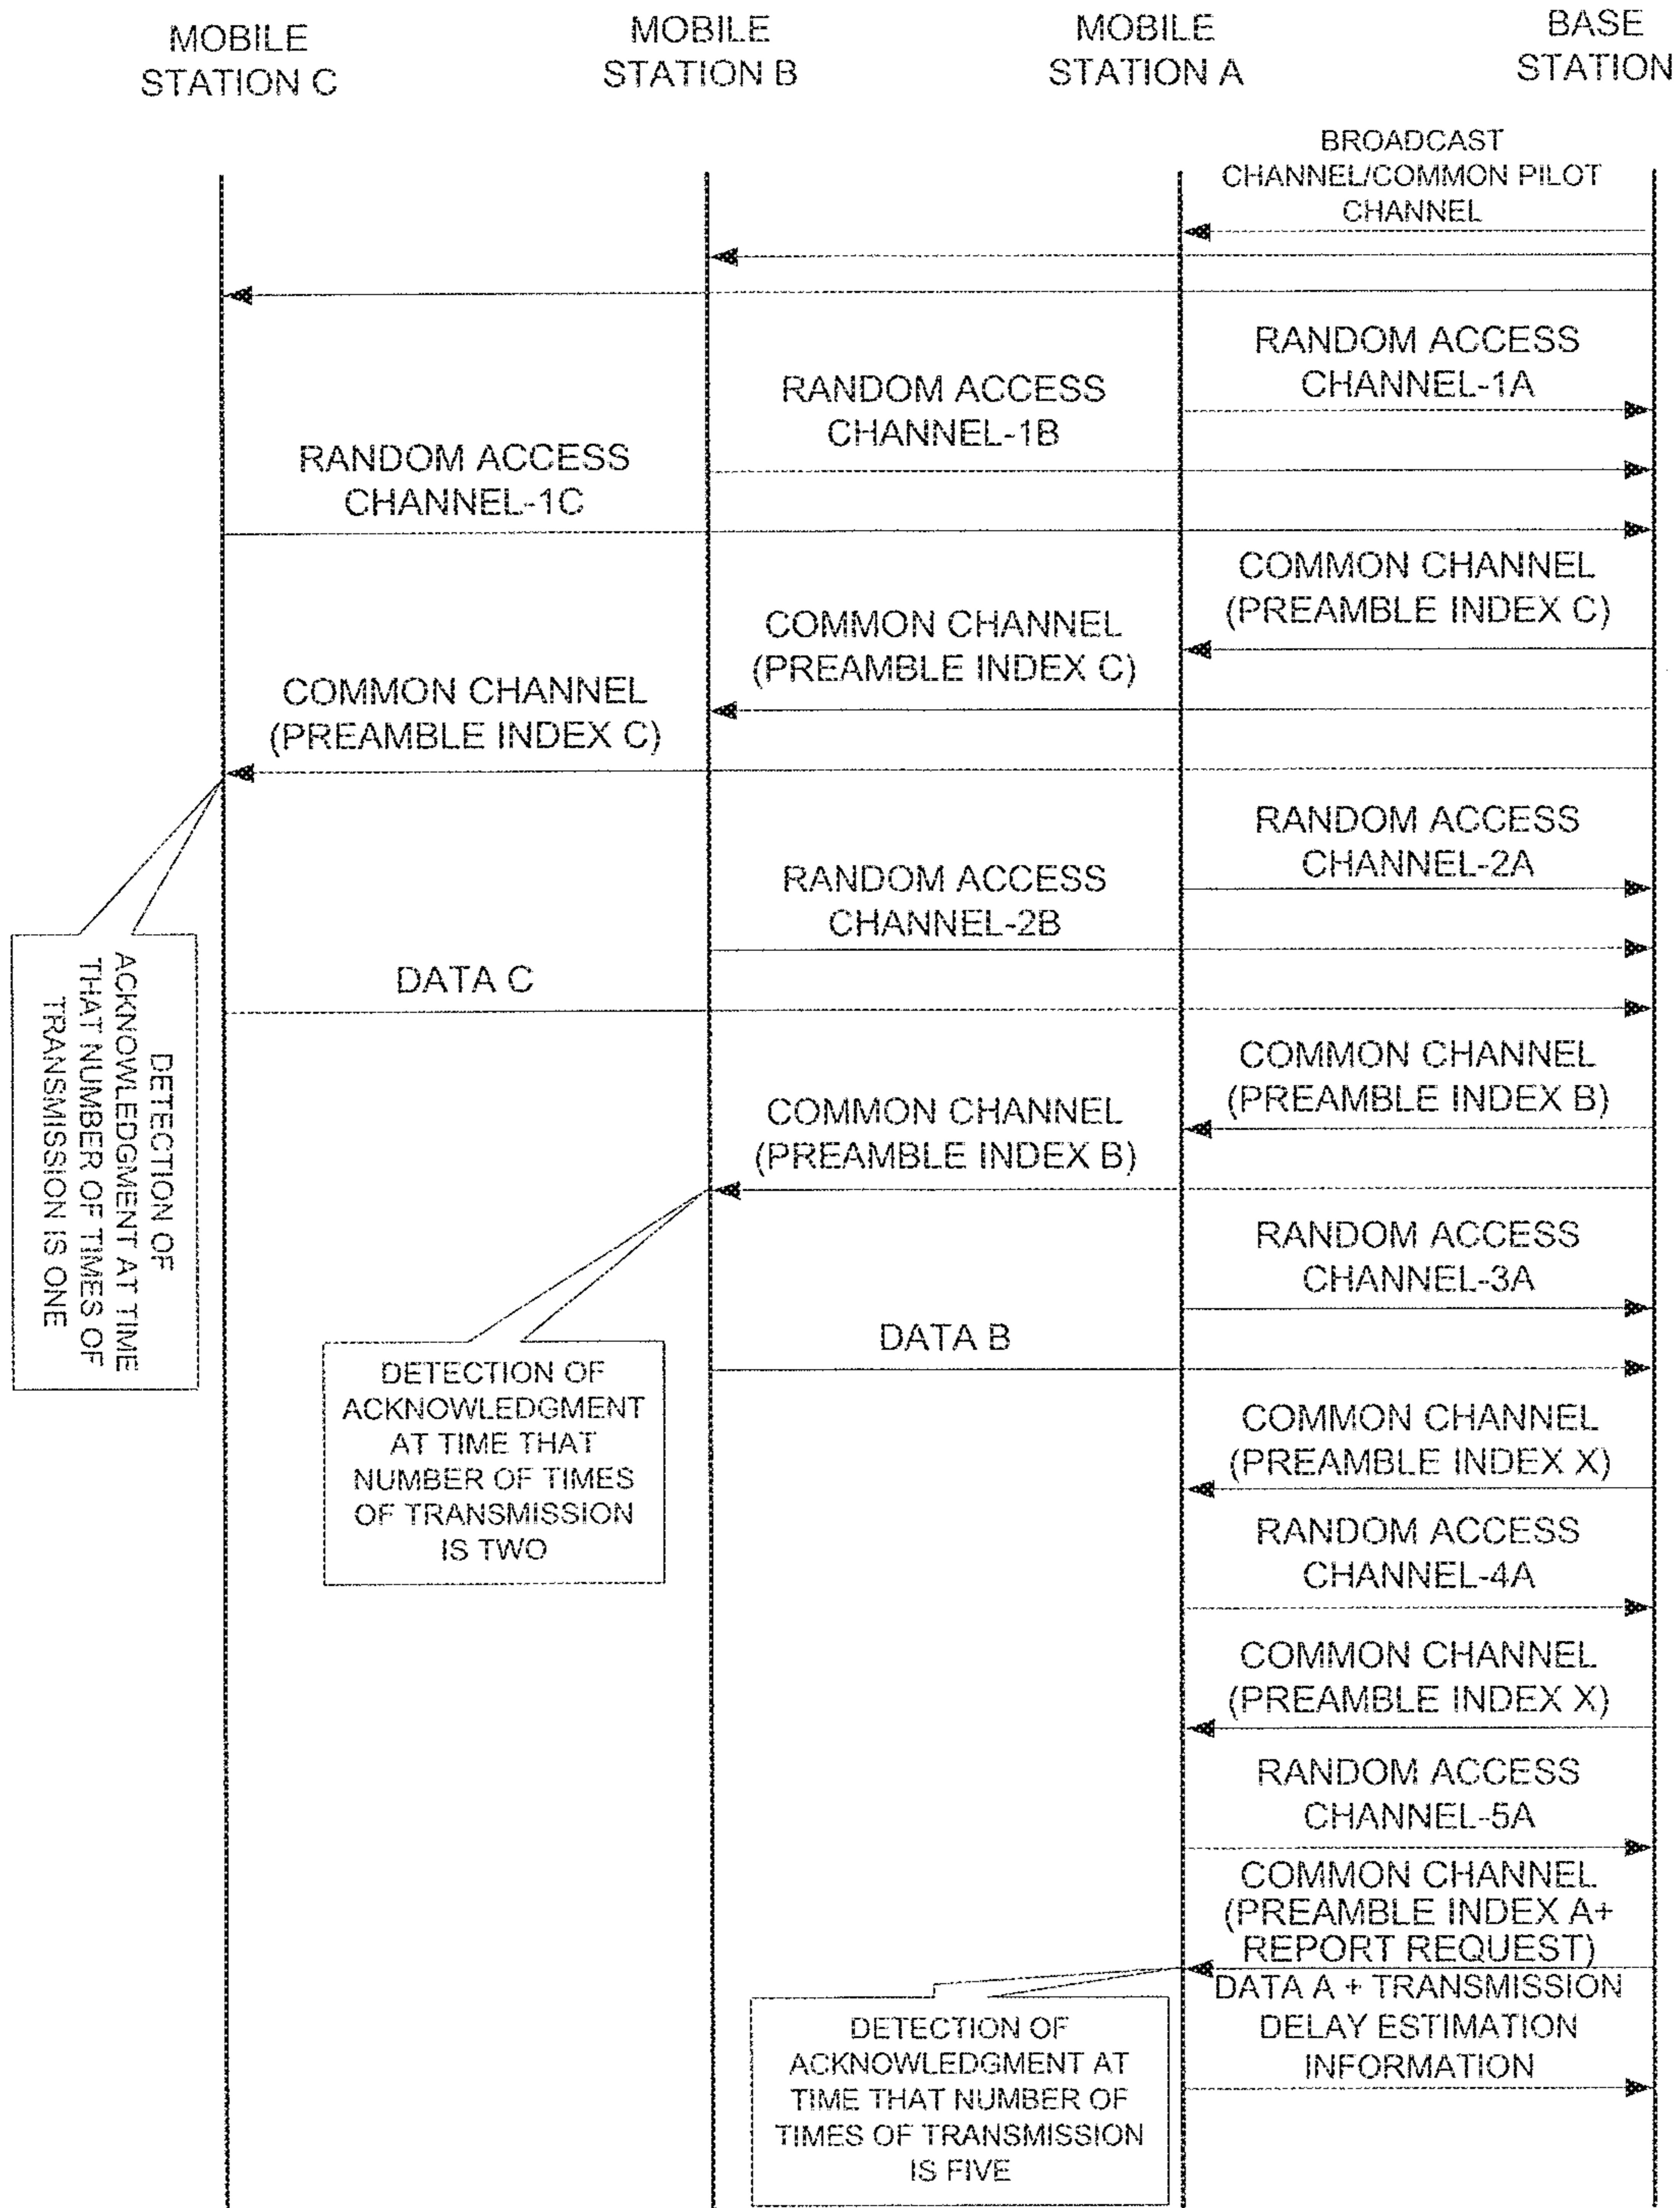 MOBILE
STATION C
MOBILE
STATION B
MOBILE
STATION A
BASE
STATION
BROADCAST
CHANNEL/COMMON PILOT
CHANNEL
RANDOM ACCESS
CHANNEL-1A
RANDOM ACCESS
CHANNEL-1B
RANDOM ACCESS
CHANNEL-1C
COMMON CHANNEL
(PREAMBLE INDEX C)
COMMON CHANNEL
(PREAMBLE INDEX C)
COMMON CHANNEL
(PREAMBLE INDEX C)
RANDOM ACCESS
CHANNEL-2A
RANDOM ACCESS
CHANNEL-2B
DETECTION OF
ACKNOWLEDGMENT AT TIME
THAT NUMBER OF TIMES OF
TRANSMISSION IS ONE
DATA C
COMMON CHANNEL
(PREAMBLE INDEX B)
COMMON CHANNEL
(PREAMBLE INDEX B)
RANDOM ACCESS
CHANNEL-3A
DATA B
DETECTION OF
ACKNOWLEDGMENT
AT TIME THAT
NUMBER OF TIMES
OF TRANSMISSION
IS TWO
COMMON CHANNEL
(PREAMBLE INDEX X)
RANDOM ACCESS
CHANNEL-4A
COMMON CHANNEL
(PREAMBLE INDEX X)
RANDOM ACCESS
CHANNEL-5A
COMMON CHANNEL
(PREAMBLE INDEX A+
REPORT REQUEST)
DATA A + TRANSMISSION
DELAY ESTIMATION
INFORMATION
DETECTION OF
ACKNOWLEDGMENT AT
TIME THAT NUMBER OF
TIMES OF TRANSMISSION
IS FIVE